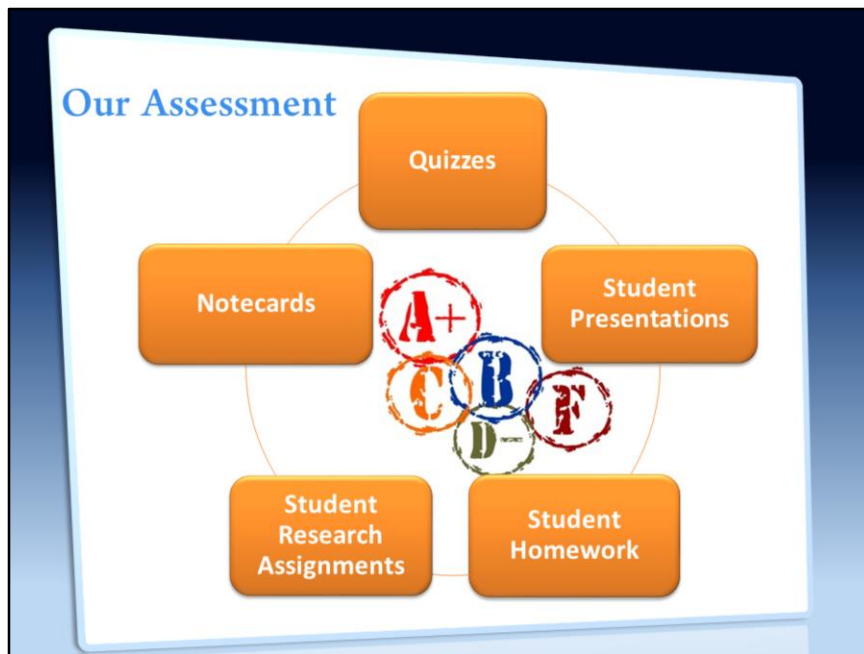 Our Assessment
Quizzes
Student
Presentations
Student
Homework
Student
Research
Assignments
Notecards
A+
B
C
D-
F